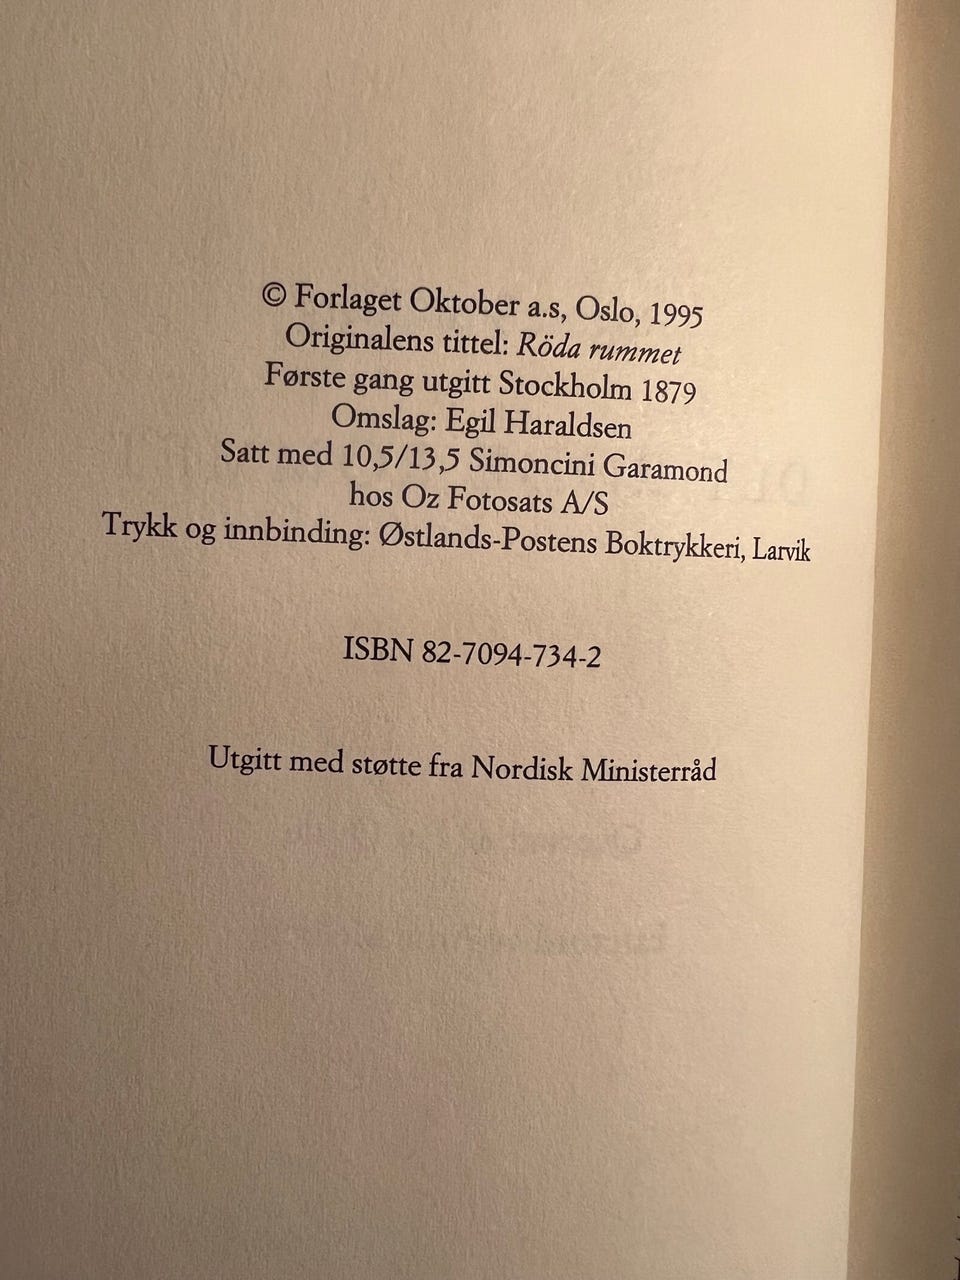 © Forlaget Oktober a.s, Oslo, 1995
Originalens tittel: Röda rummet
Første gang utgitt Stockholm 1879
Omslag: Egil Haraldsen
Satt med 10,5/13,5 Simoncini Garamond
hos Oz Fotosats A/S
Trykk og innbinding: Østlands-Postens Boktrykkeri, Larvik
ISBN 82-7094-734-2
Utgitt med støtte fra Nordisk Ministerråd